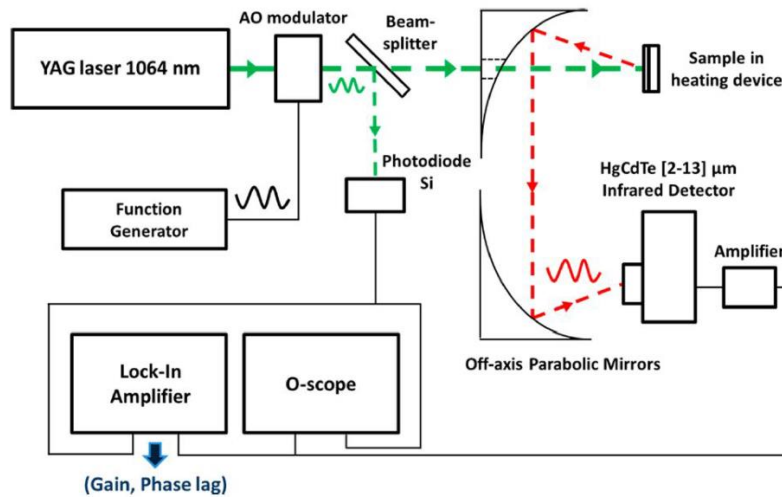 AO modulator
Beam-
splitter
YAG laser 1064 nm
Sample in
heating device
Photodiode
Si
HgCdTe [2-13] μm
Infrared Detector
Function
Generator
Amplifier
Lock-In
Amplifier
O-scope
Off-axis Parabolic Mirrors
(Gain, Phase lag)